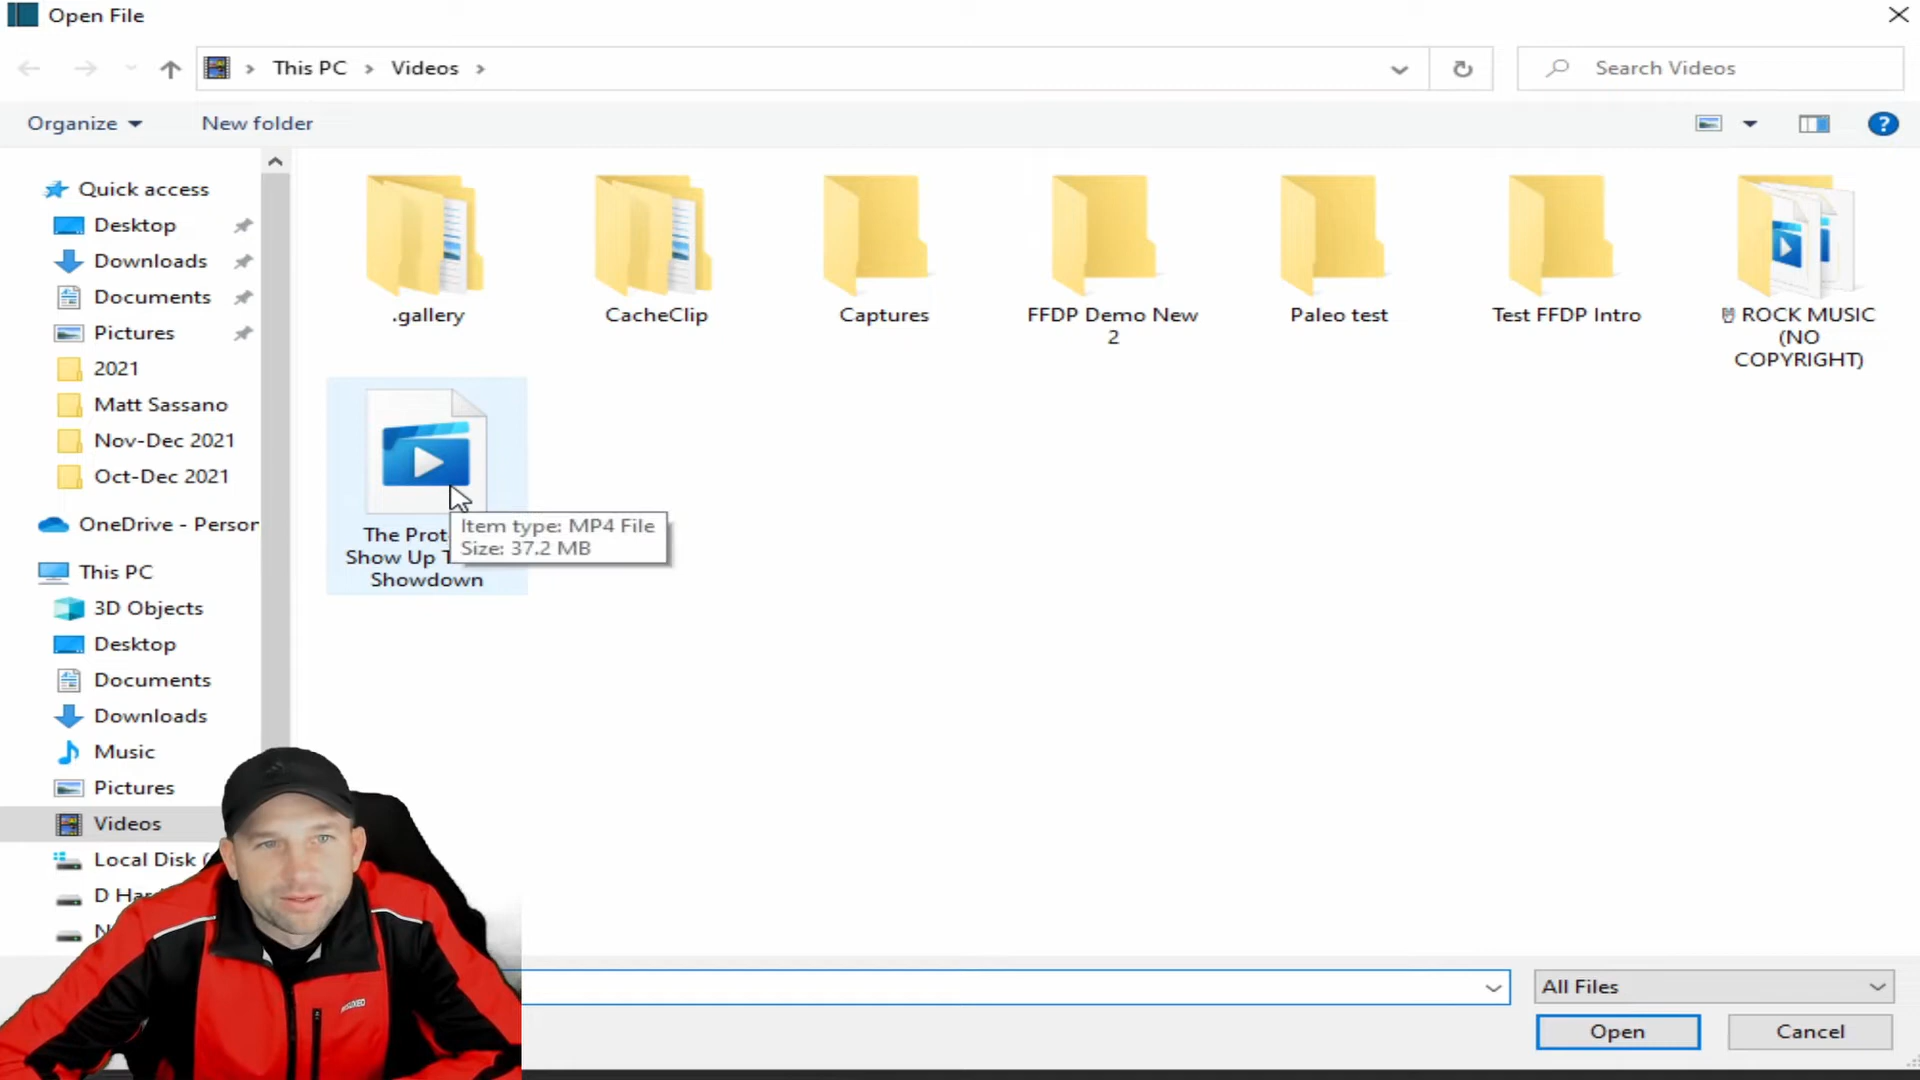 Open File
This PC > Videos >
Search Videos
Organize
New folder
?
Quick access
Desktop
Downloads
Documents
Pictures
2021
Matt Sassano
Nov-Dec 2021
Oct-Dec 2021
OneDrive - Person
This PC
3D Objects
Desktop
Documents
Downloads
Music
Pictures
Videos
Local Disk (
.gallery
CacheClip
Captures
FFDP Demo New
2
Paleo test
Test FFDP Intro
ROCK MUSIC
(NO
COPYRIGHT)
The
Show Up
Showdown
Item type: MP4 File
Size: 37.2 MB
All Files
Open
Cancel